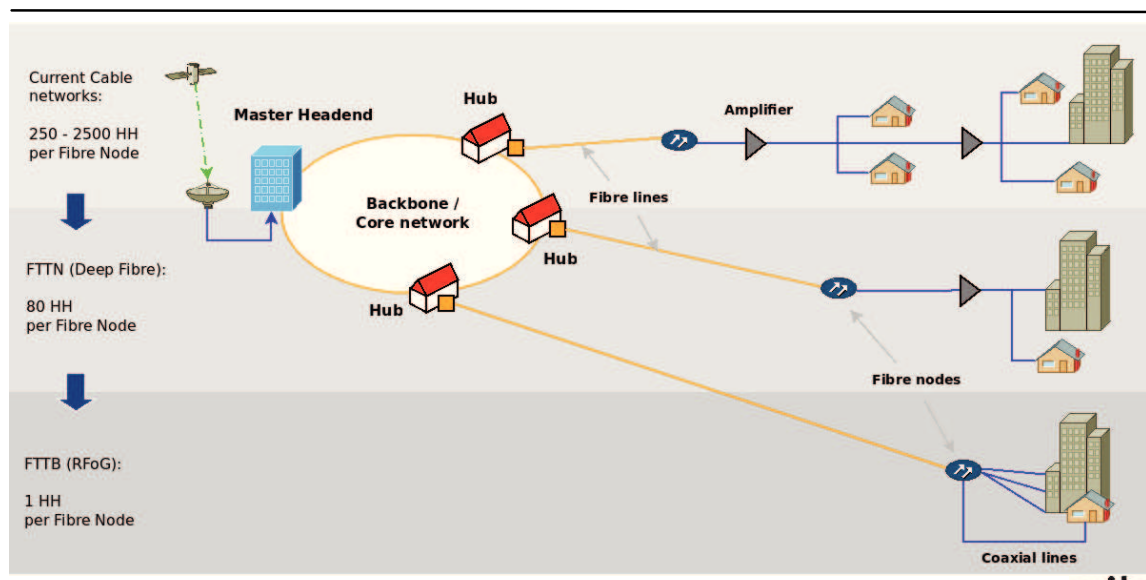 Current Cable
networks:
250 - 2500 HH
per Fibre Node
Master Headend
Hub
Amplifier
Fibre lines
Backbone /
Core network
Hub
Hub
FTTN (Deep Fibre):
80 HH
per Fibre Node
Fibre nodes
FTTB (RFoG):
1 HH
per Fibre Node
Coaxial lines